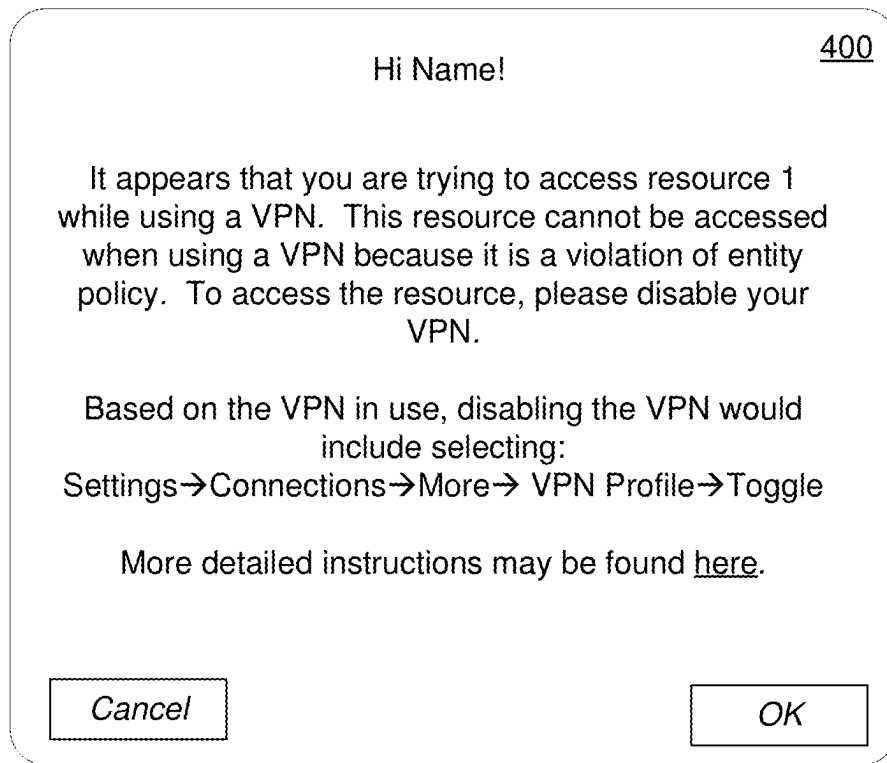 400
Hi Name!
It appears that you are trying to access resource 1
while using a VPN.  This resource cannot be accessed
when using a VPN because it is a violation of entity
policy.  To access the resource, please disable your
VPN.
Based on the VPN in use, disabling the VPN would
include selecting:
Settings→Connections→More→ VPN Profile→Toggle
More detailed instructions may be found here.
Cancel
OK